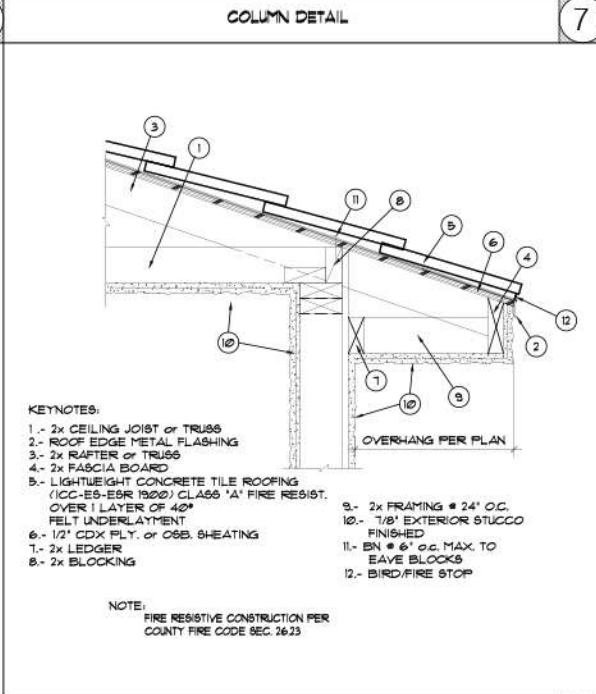 COLUMN DETAIL
7
3
1
11
8
5
6
4
12
2
10
7
9
10
OVERHANG PER PLAN
KEYNOTES:
1.- 2x CEILING JOIST or TRUSS
2.- ROOF EDGE METAL FLASHING
3.- 2x RAFTER or TRUSS
4.- 2x FASCIA BOARD
5.- LIGHTWEIGHT CONCRETE TILE ROOFING
(ICC-ES-ESR 1900) CLASS "A" FIRE RESIST.
OVER 1 LAYER OF 40#
FELT UNDERLAYMENT
6.- 1/2" CDX PLY. or OSB. SHEATING
7.- 2x LEDGER
8.- 2x BLOCKING
9.- 2x FRAMING @ 24" O.C.
10.- 7/8" EXTERIOR STUCCO
FINISHED
11.- BN @ 6" o.c. MAX. TO
EAVE BLOCKS
12.- BIRD/FIRE STOP
NOTE:
FIRE RESISTIVE CONSTRUCTION PER
COUNTY FIRE CODE SEC. 26.23